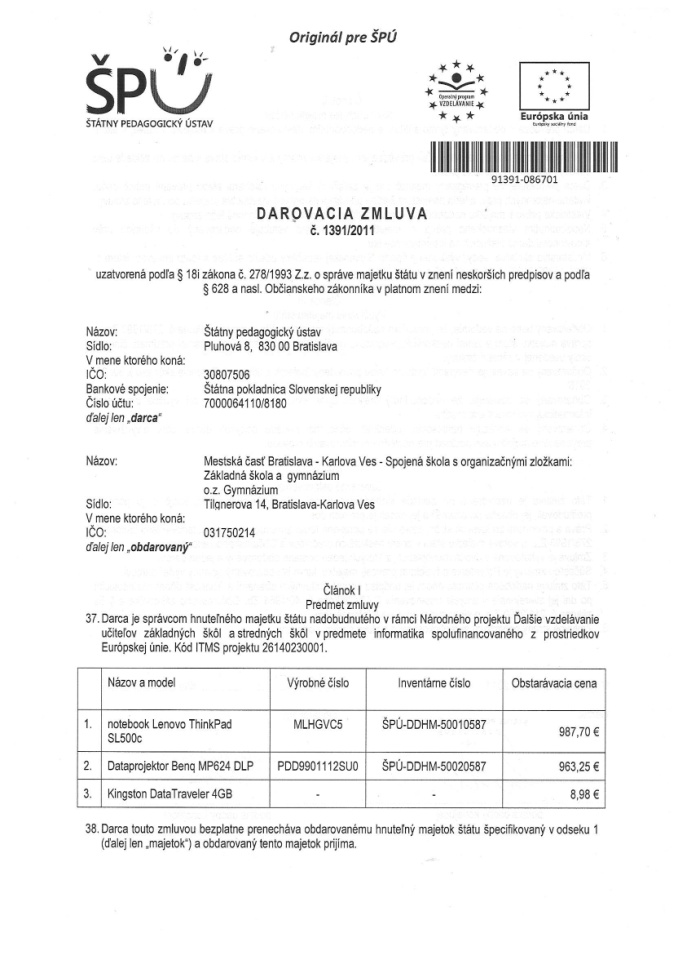 Originál pre ŠPÚ
ŠPÚ
ŠTÁTNY PEDAGOGICKÝ ÚSTAV
Operačný program
VZDELÁVANIE
Európska únia
Európsky sociálny fond
91391-086701
DAROVACIA ZMLUVA
č. 1391/2011
uzatvorená podľa § 18i zákona č. 278/1993 Z.z. o správe majetku štátu v znení neskorších predpisov a podľa
§ 628 a nasl. Občianskeho zákonníka v platnom znení medzi:
Názov: Štátny pedagogický ústav
Sídlo: Pluhová 8, 830 00 Bratislava
V mene ktorého koná:
IČO: 30807506
Bankové spojenie: Štátna pokladnica Slovenskej republiky
Číslo účtu: 7000064110/8180
ďalej len „darca“
Názov: Mestská časť Bratislava - Karlova Ves - Spojená škola s organizačnými zložkami:
Základná škola a gymnázium
o.z. Gymnázium
Sídlo: Tilgnerova 14, Bratislava-Karlova Ves
V mene ktorého koná:
IČO: 031750214
ďalej len „obdarovaný“
Článok I
Predmet zmluvy
37. Darca je správcom hnuteľného majetku štátu nadobudnutého v rámci Národného projektu Ďalšie vzdelávanie
učiteľov základných škôl a stredných škôl v predmete informatika spolufinancovaného z prostriedkov
Európskej únie. Kód ITMS projektu 26140230001.
Názov a model Výrobné číslo Inventárne číslo Obstarávacia cena
1. notebook Lenovo ThinkPad SL500c MLHGVC5 ŠPÚ-DDHM-50010587 987,70 €
2. Dataprojektor Benq MP624 DLP PDD9901112SU0 ŠPÚ-DDHM-50020587 963,25 €
3. Kingston DataTraveler 4GB - - 8,98 €
38. Darca touto zmluvou bezplatne prenecháva obdarovanému hnuteľný majetok štátu špecifikovaný v odseku 1
(ďalej len „majetok“) a obdarovaný tento majetok prijíma.